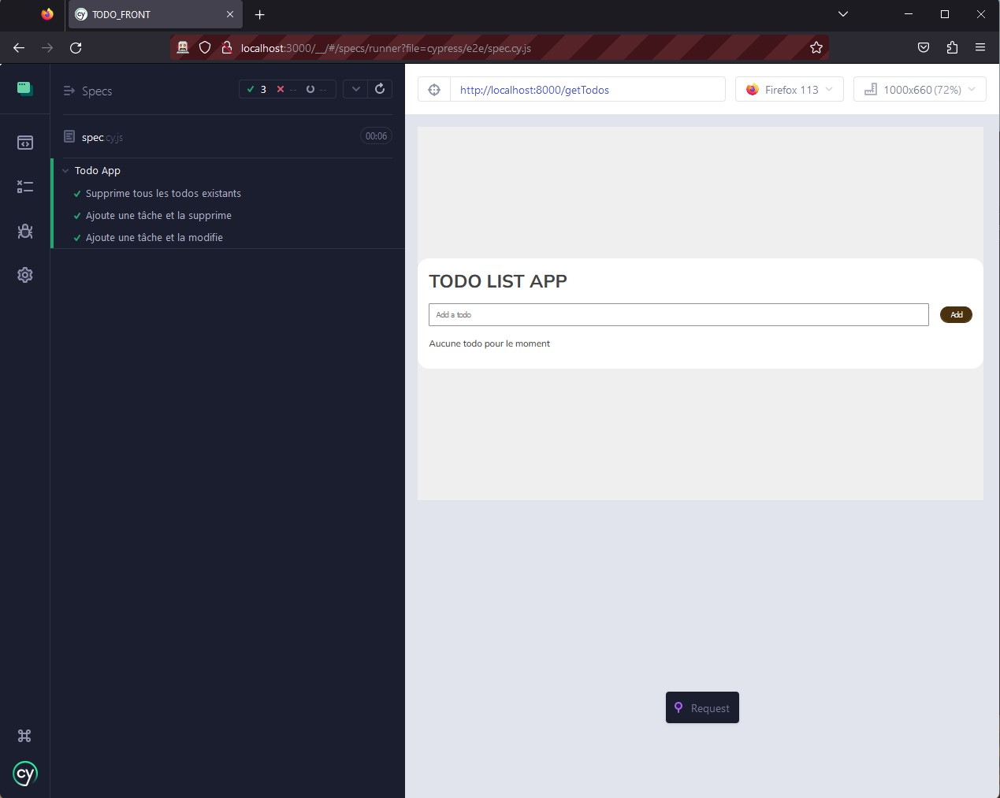 TODO_FRONT
localhost:3000/__/#/specs/runner?file=cypress/e2e/spec.cy.js
Specs
3 -- --
http://localhost:8000/getTodos
Firefox 113
1000x660 (72%)
spec.cy.js
00:06
Todo App
Supprime tous les todos existants
Ajoute une tâche et la supprime
Ajoute une tâche et la modifie
TODO LIST APP
Add a todo
Add
Aucune todo pour le moment
Request
cy